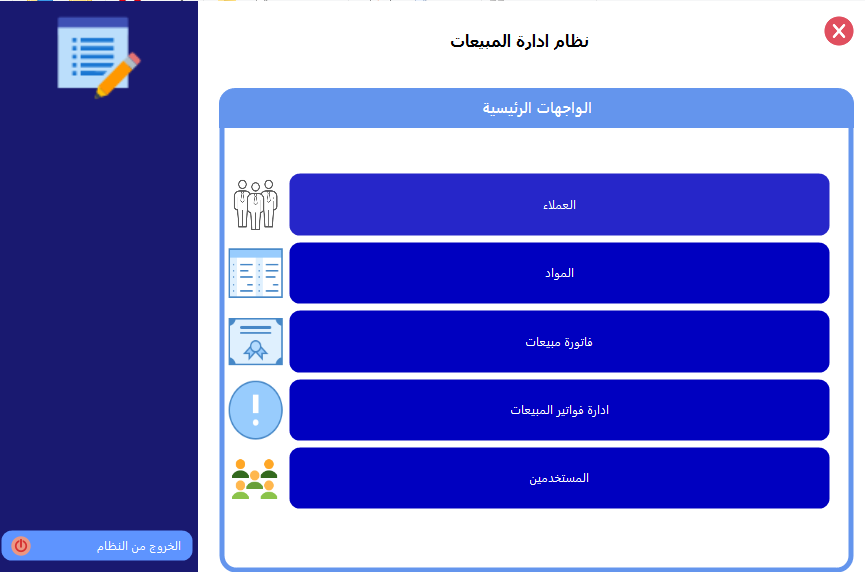 نظام ادارة المبيعات
الواجهات الرئيسية
العملاء
المواد
فاتورة مبيعات
ادارة فواتير المبيعات
المستخدمين
الخروج من النظام